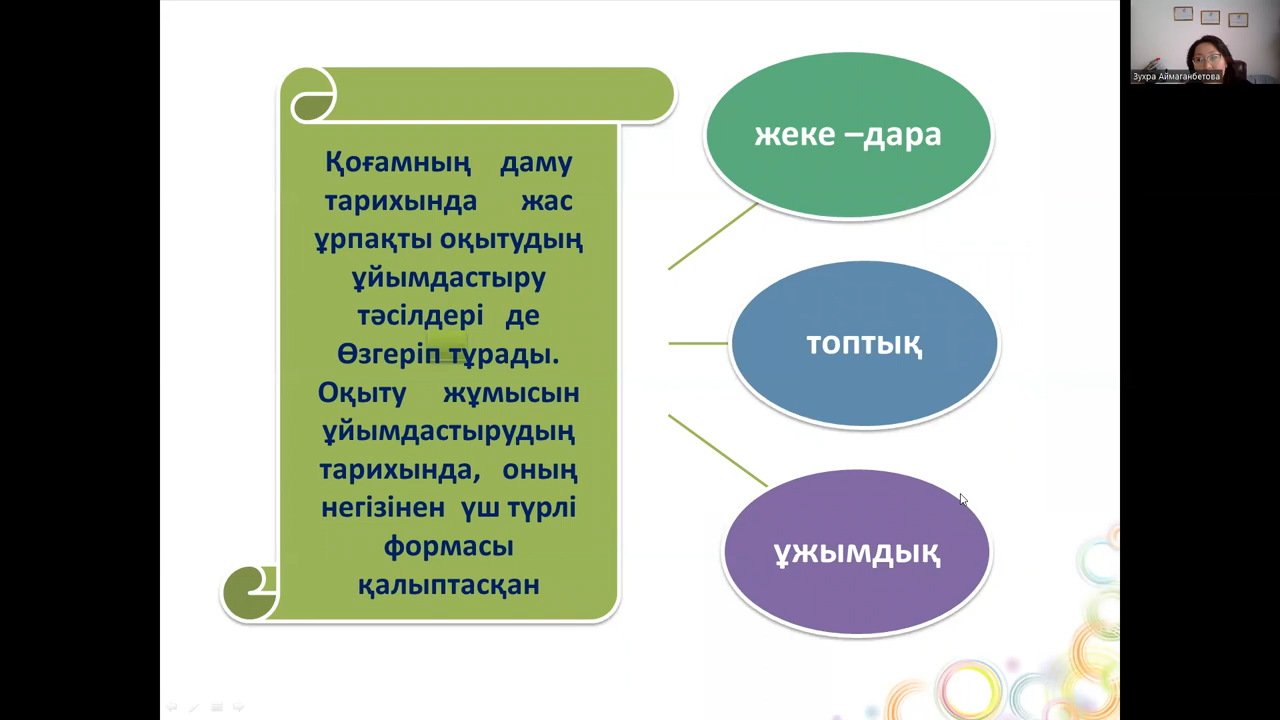 Қоғамның даму
тарихында жас
ұрпақты оқытудың
ұйымдастыру
тәсілдері де
Өзгеріп тұрады.
Оқыту жұмысын
ұйымдастырудың
тарихында, оның
негізінен үш түрлі
формасы
қалыптасқан
жеке –дара
топтық
ұжымдық
Зухра Аймаганбетова